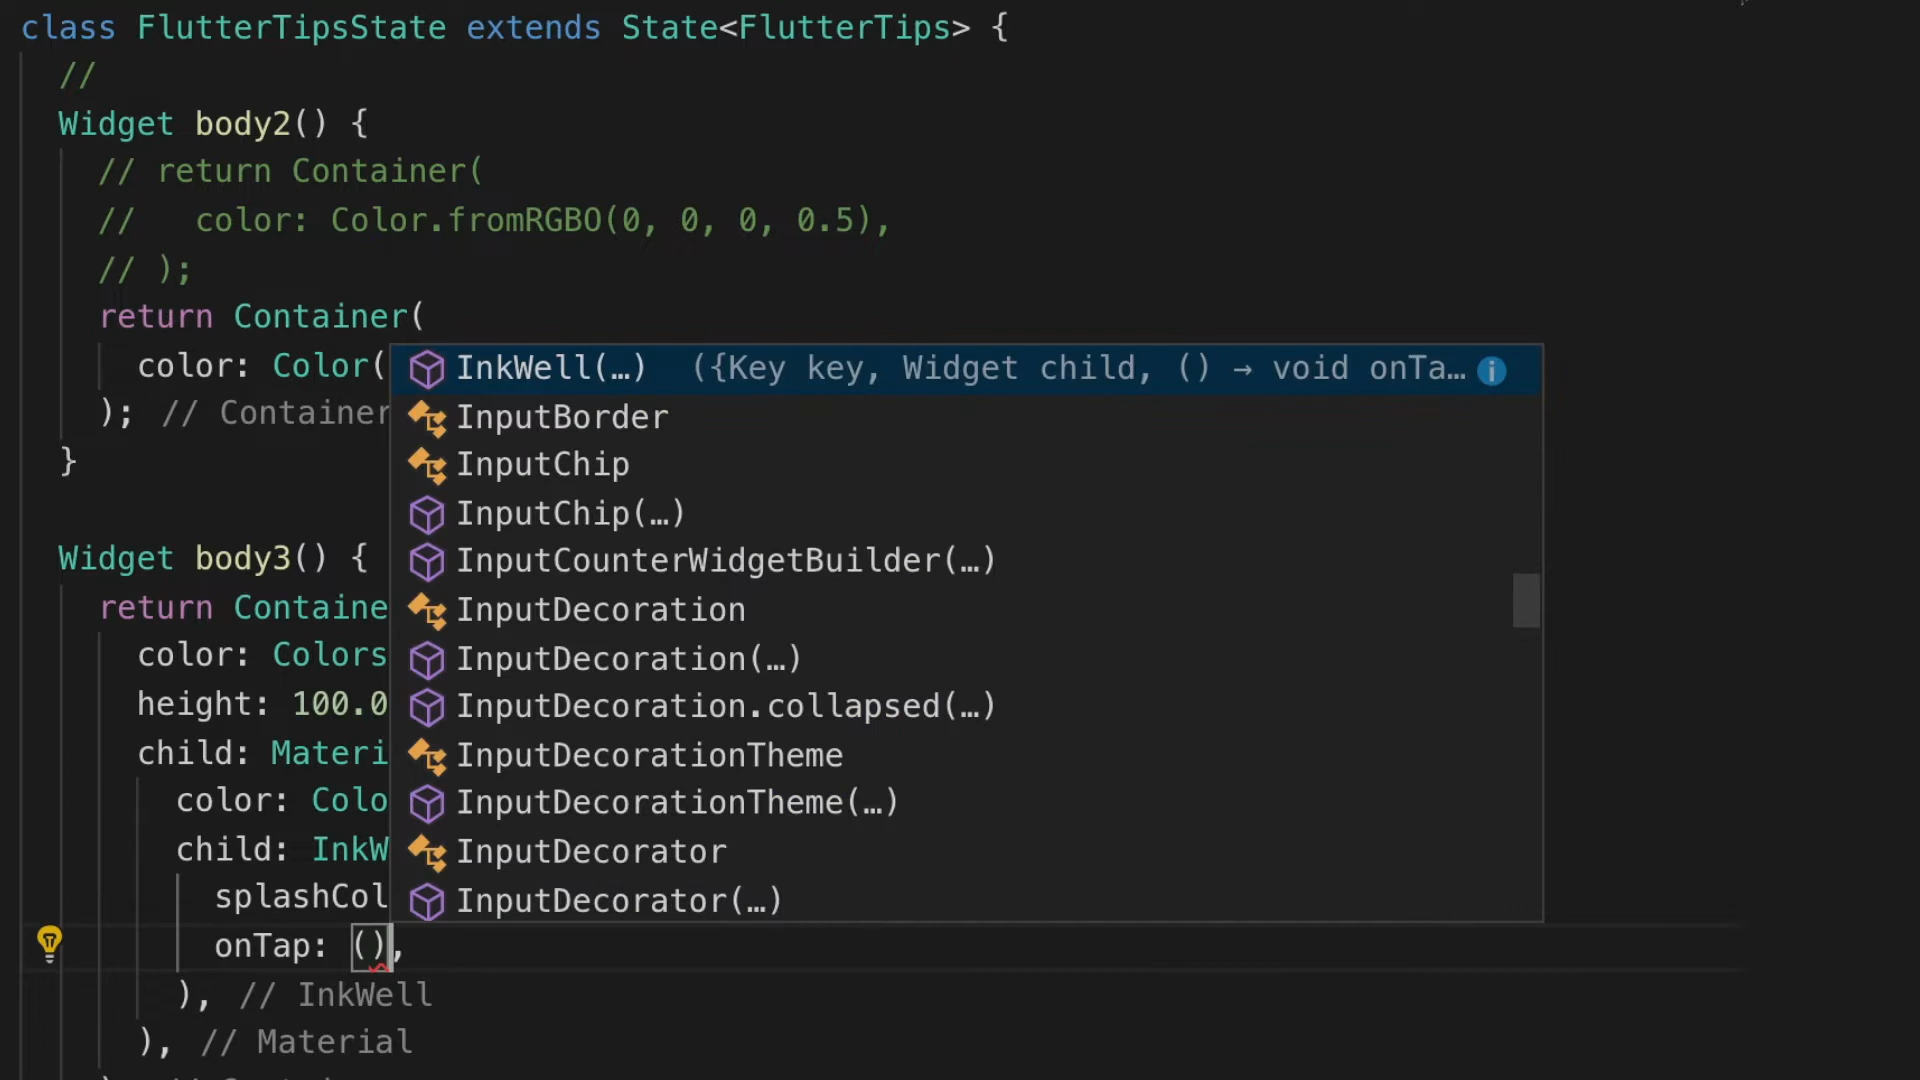 class FlutterTipsState extends State<FlutterTips> {
//
Widget body2() {
// return Container(
//   color: Color.fromRGBO(0, 0, 0, 0.5),
// );
return Container(
color: Color(
); // Container
}
Widget body3() {
return Containe
color: Colors
height: 100.0
child: Materi
color: Colo
child: InkW
splashCol
onTap: (),
), // InkWell
), // Material
InkWell(…) ({Key key, Widget child, () → void onTa…
InputBorder
InputChip
InputChip(…)
InputCounterWidgetBuilder(…)
InputDecoration
InputDecoration(…)
InputDecoration.collapsed(…)
InputDecorationTheme
InputDecorationTheme(…)
InputDecorator
InputDecorator(…)